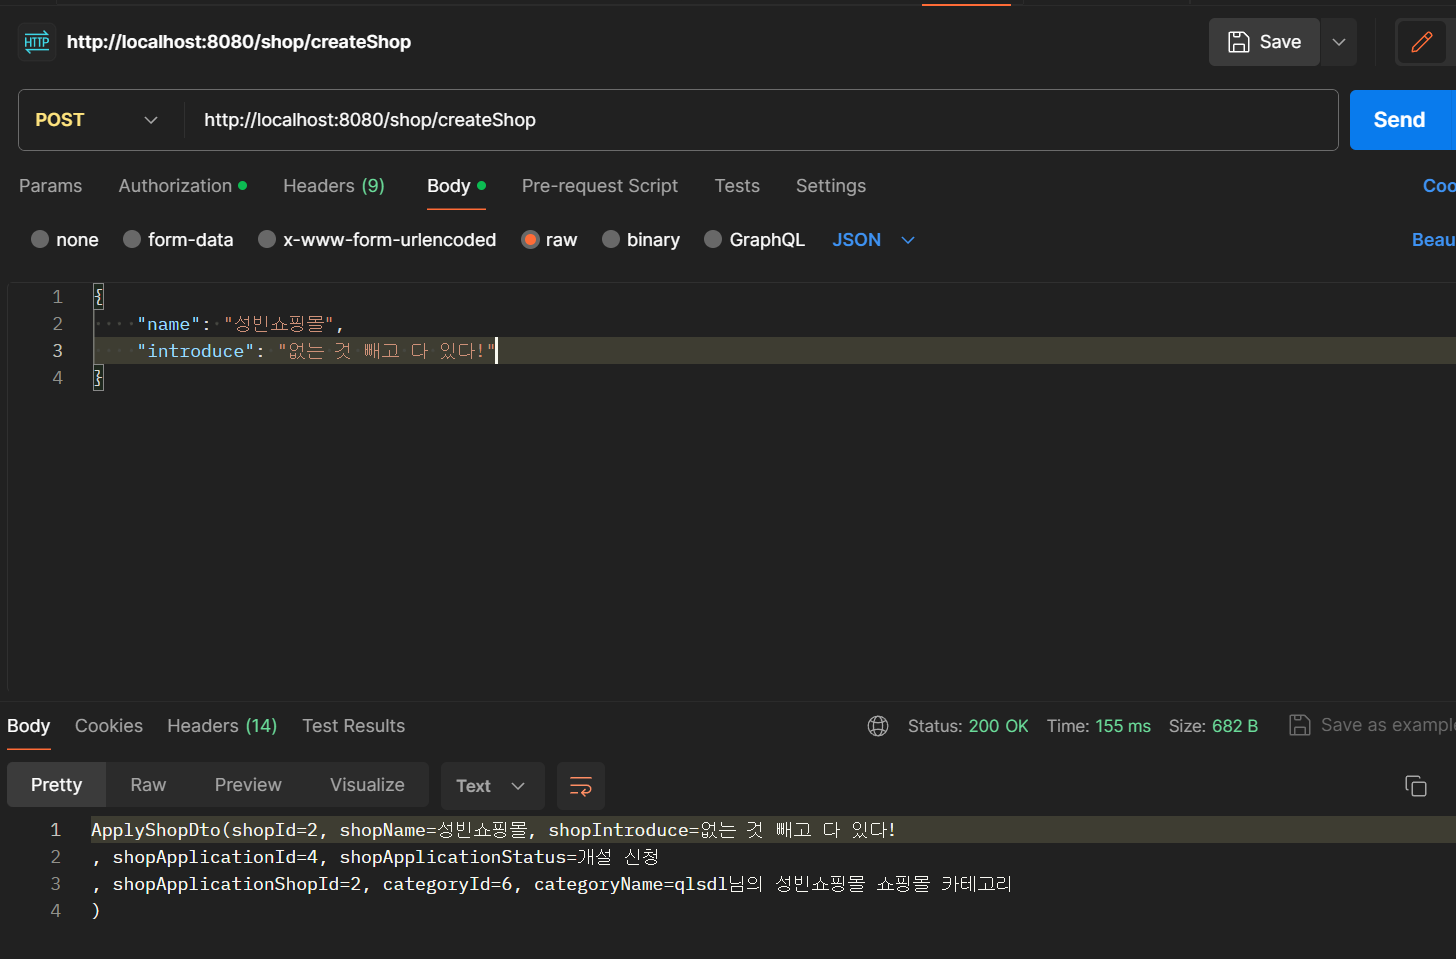 HTTP http://localhost:8080/shop/createShop Save
POST http://localhost:8080/shop/createShop Send
Params Authorization Headers (9) Body Pre-request Script Tests Settings Coo
none form-data x-www-form-urlencoded raw binary GraphQL JSON Beau
1 {
2 "name": "성빈쇼핑몰",
3 "introduce": "없는 것 빼고 다 있다!"
4 }
Body Cookies Headers (14) Test Results Status: 200 OK Time: 155 ms Size: 682 B Save as example
Pretty Raw Preview Visualize Text
1 ApplyShopDto(shopId=2, shopName=성빈쇼핑몰, shopIntroduce=없는 것 빼고 다 있다!
2 , shopApplicationId=4, shopApplicationStatus=개설 신청
3 , shopApplicationShopId=2, categoryId=6, categoryName=qlsdl님의 성빈쇼핑몰 쇼핑몰 카테고리
4 )